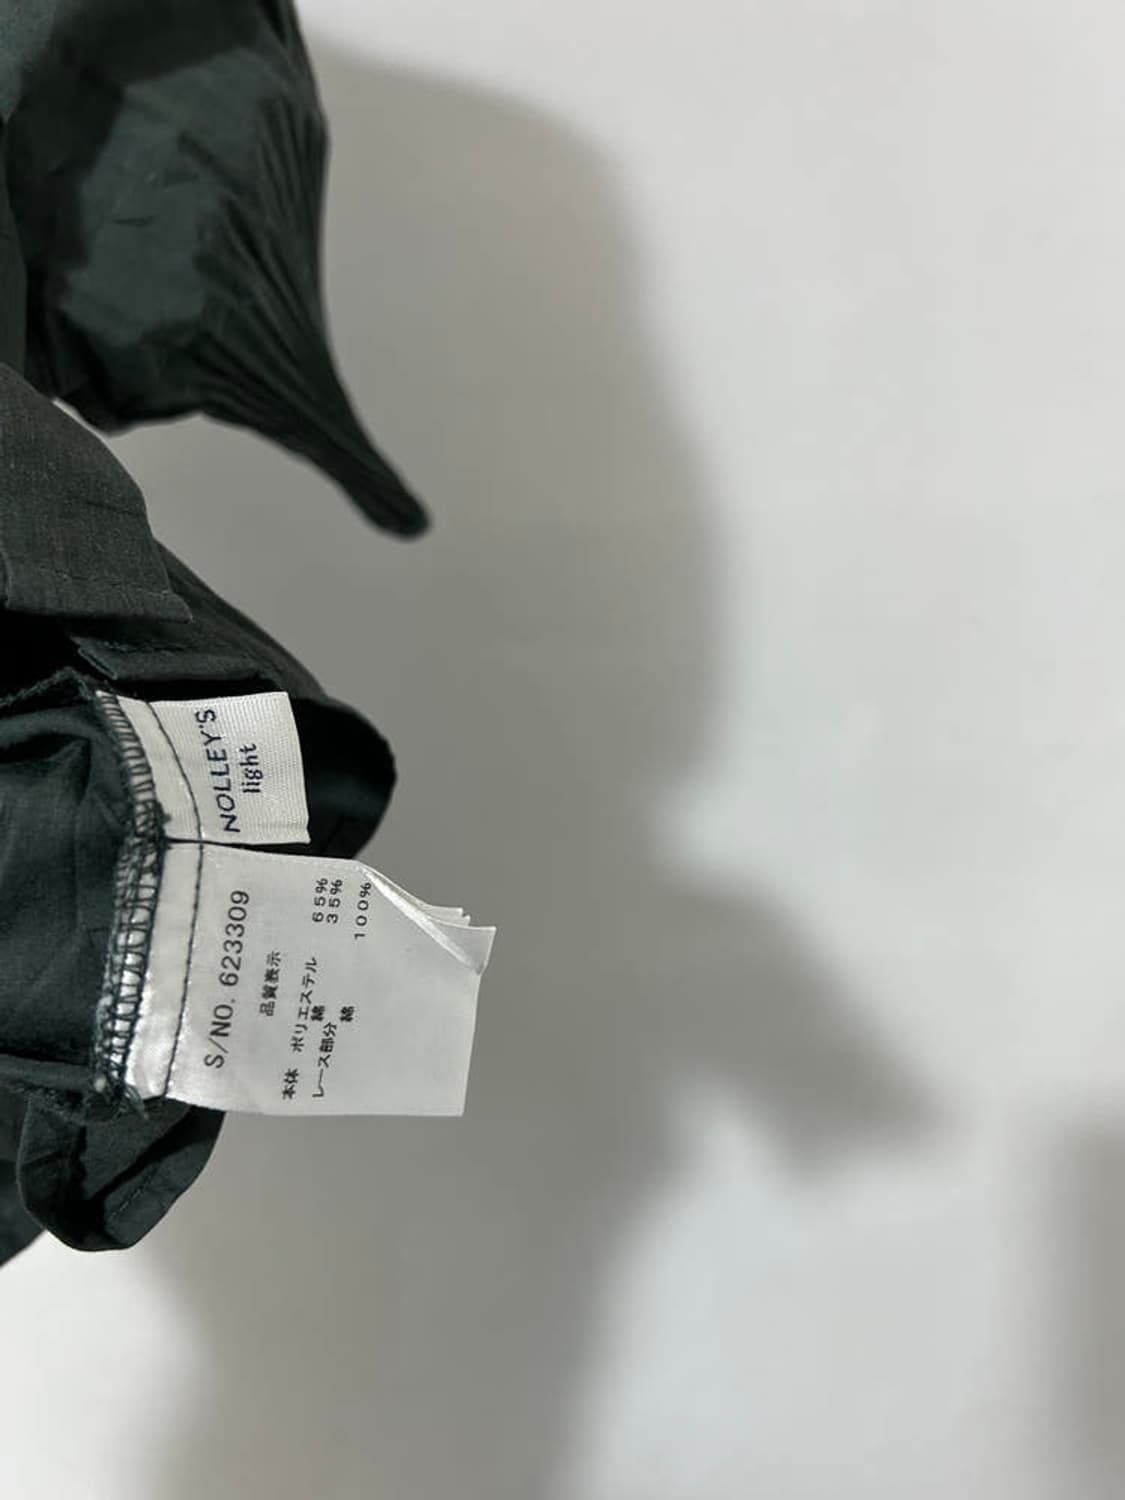 NOLLEY'S
light
S/NO. 623309
品質表示
本体 ポリエステル 65%
綿 35%
レース部分 綿 100%